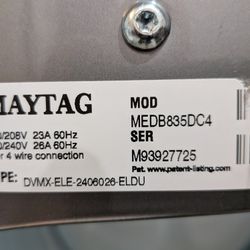 MAYTAG
MOD
MEDB835DC4
/208V 23A 60Hz
/240V 26A 60Hz
4 wire connection
SER
M93927725
Pat. www.patent-listing.com
TYPE: DVMX-ELE-2406026-ELDU